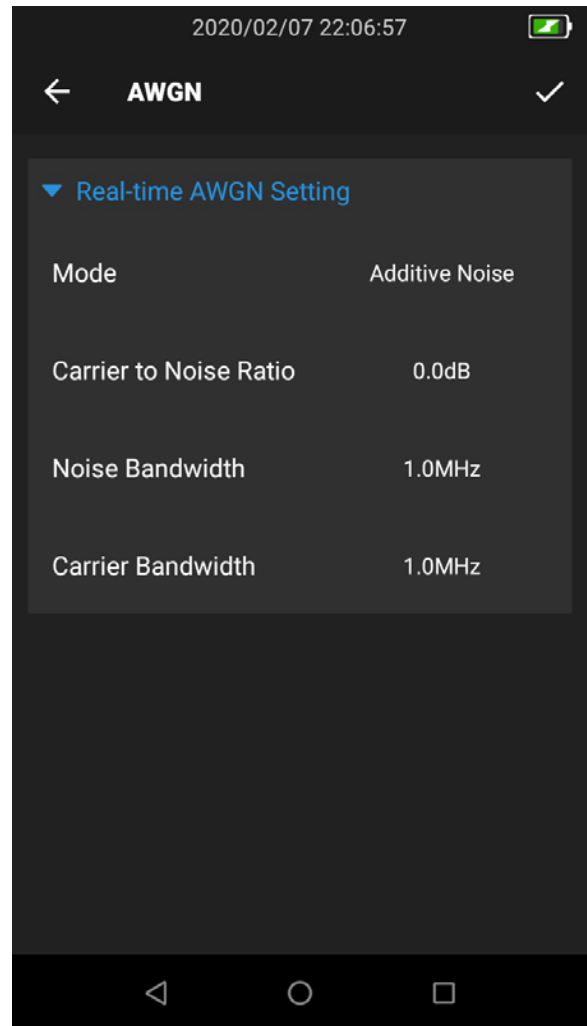 2020/02/07 22:06:57
AWGN
Real-time AWGN Setting
Mode Additive Noise
Carrier to Noise Ratio 0.0dB
Noise Bandwidth 1.0MHz
Carrier Bandwidth 1.0MHz